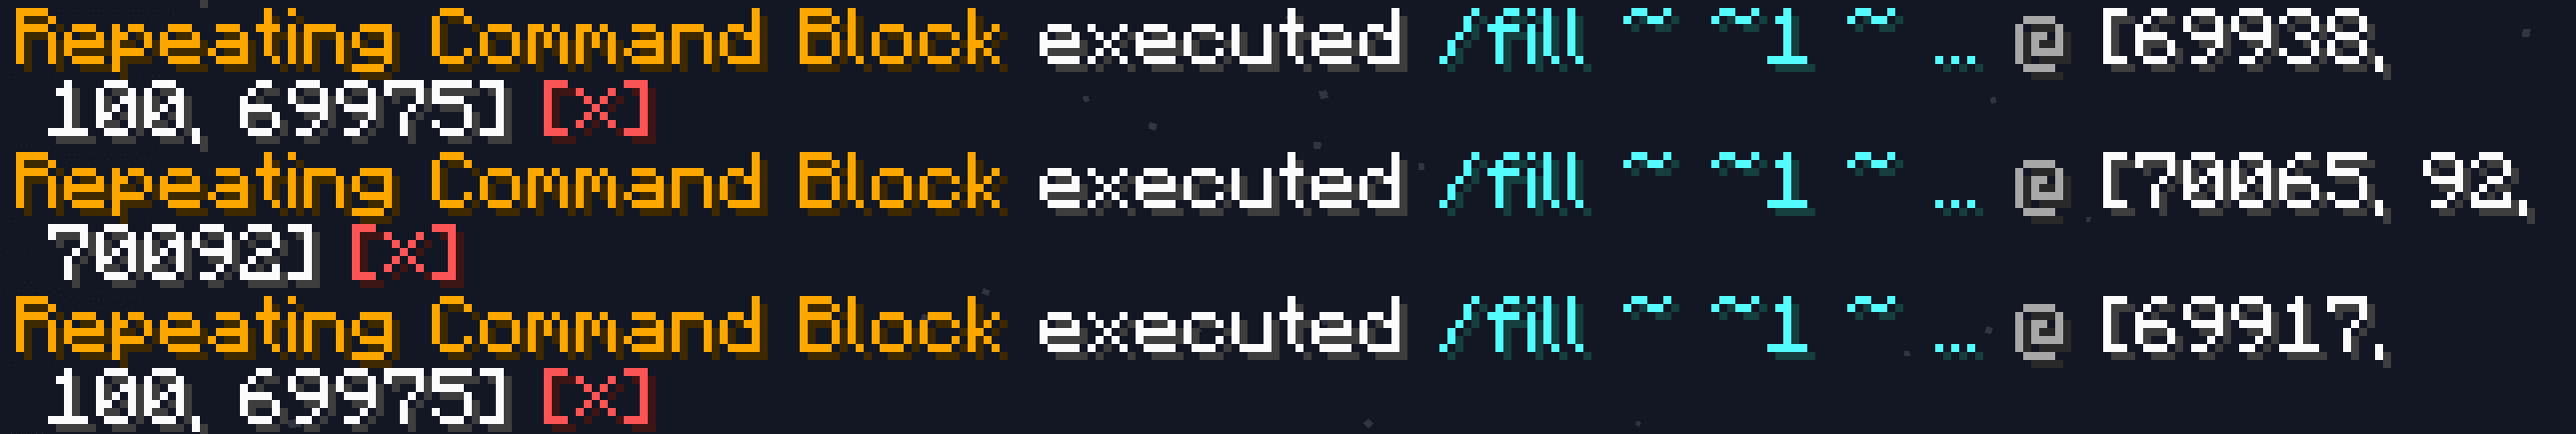 Repeating Command Block executed /fill ~ ~1 ~ ... @ [69938,
100, 69975] [×]
Repeating Command Block executed /fill ~ ~1 ~ ... @ [70065, 92,
70092] [×]
Repeating Command Block executed /fill ~ ~1 ~ ... @ [69917,
100, 69975] [×]